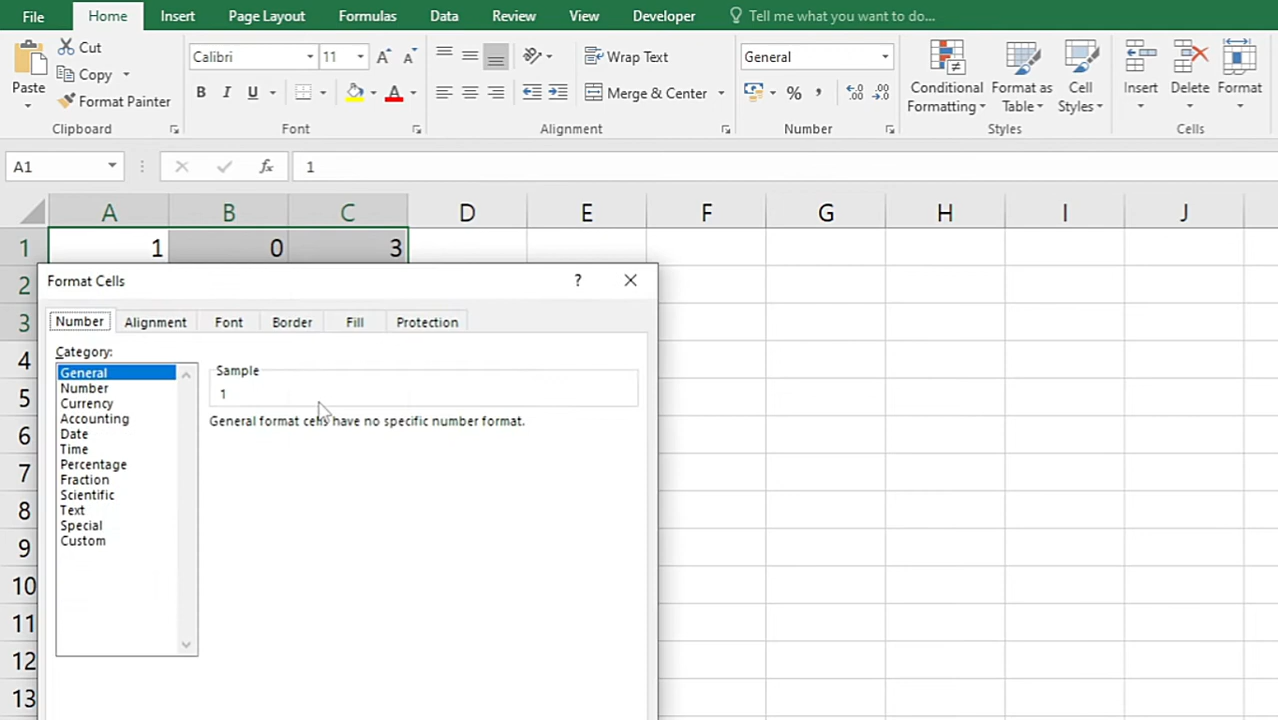 File Home Insert Page Layout Formulas Data Review View Developer Tell me what you want to do...
Paste Cut Copy Format Painter Clipboard
Calibri 11 A A B I U A Font
Wrap Text Merge & Center Alignment
General % , .0 .00 Number
Conditional Formatting Format as Table Cell Styles Styles
Insert Delete Format Cells
A1 fx 1
A B C D E F G H I J
1 1 0 3
2
3
4
5
6
7
8
9
10
11
12
13
Format Cells ?
Number Alignment Font Border Fill Protection
Category:
General
Number
Currency
Accounting
Date
Time
Percentage
Fraction
Scientific
Text
Special
Custom
Sample
1
General format cells have no specific number format.